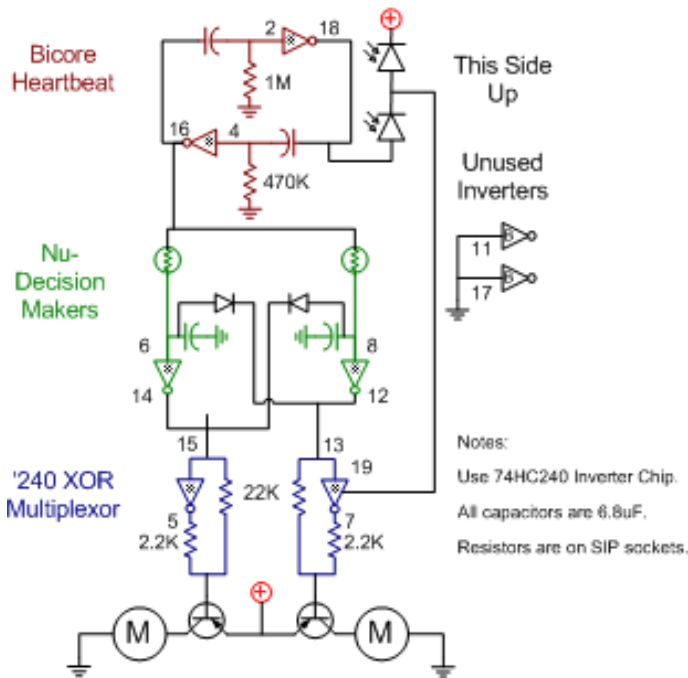 Bicore
Heartbeat
2
18
1M
16
4
470K
This Side
Up
Unused
Inverters
B
11
B
17
Nu-
Decision
Makers
6
8
14
12
15
13
19
'240 XOR
Multiplexor
22K
5
2.2K
7
2.2K
M
M
Notes:
Use 74HC240 Inverter Chip.
All capacitors are 6.8uF.
Resistors are on SIP sockets.